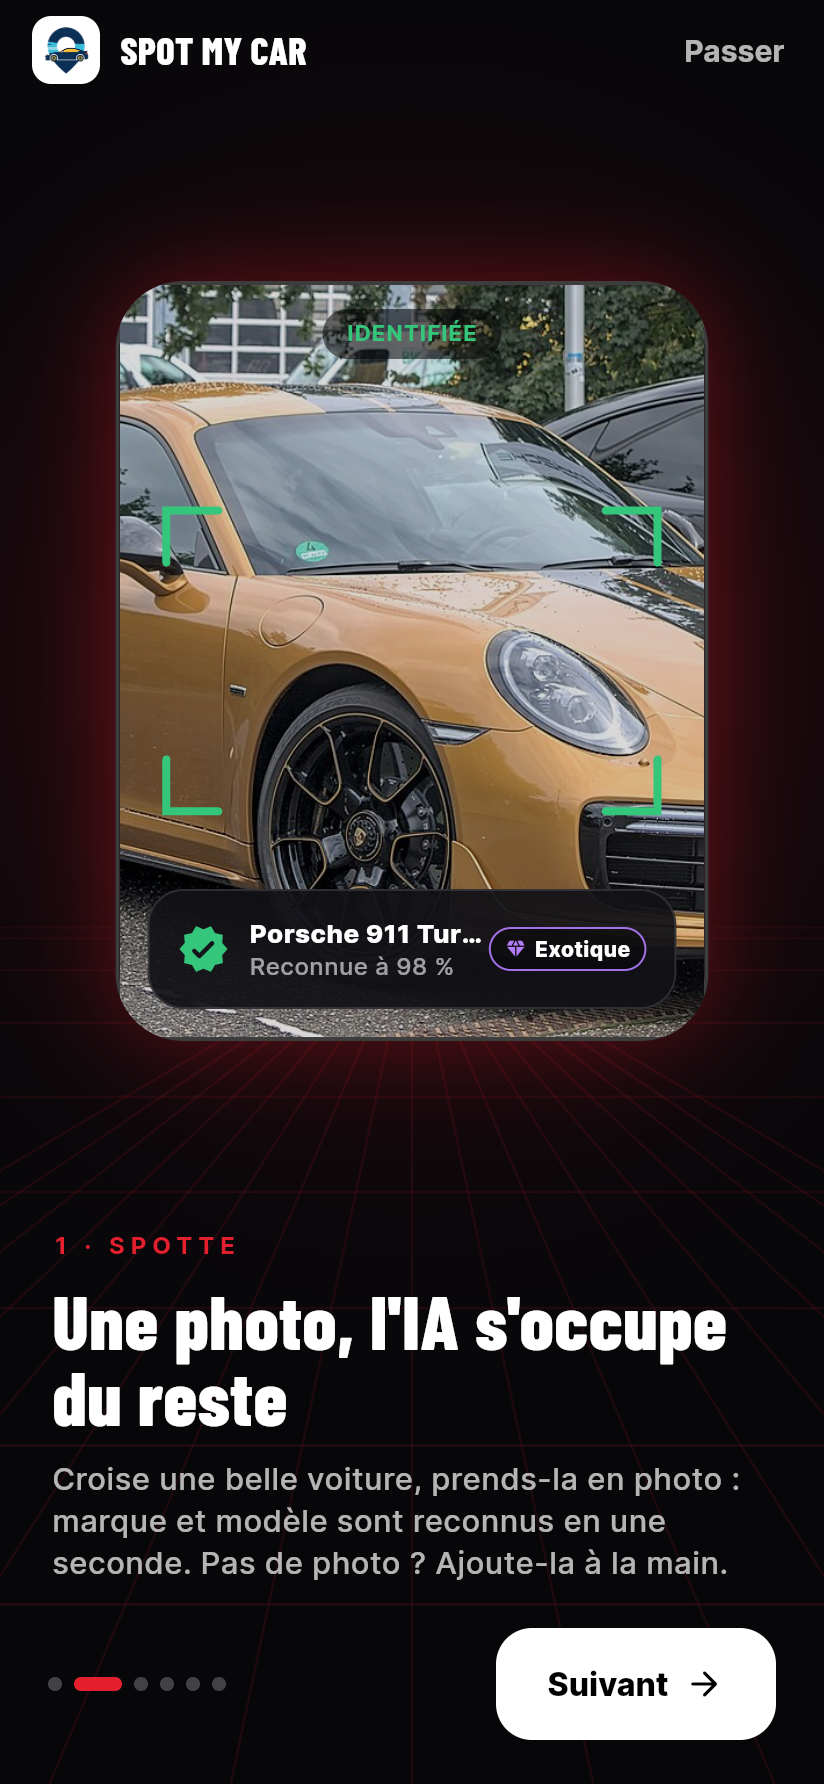 SPOT MY CAR
Passer
IDENTIFIÉE
Porsche 911 Tur...
Reconnue à 98 %
Exotique
1 · SPOTTE
Une photo, l'IA s'occupe
du reste
Croise une belle voiture, prends-la en photo :
marque et modèle sont reconnus en une
seconde. Pas de photo ? Ajoute-la à la main.
Suivant